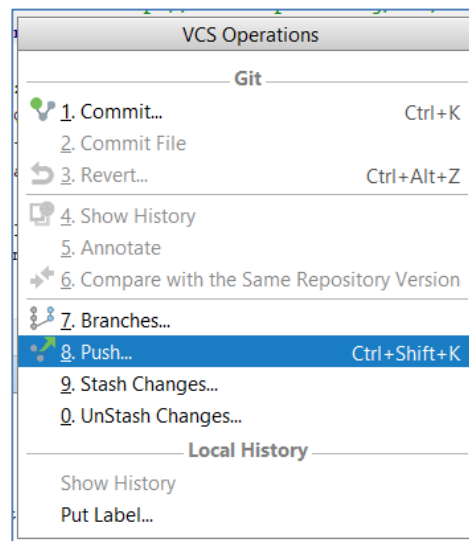 VCS Operations
Git
1. Commit... Ctrl+K
2. Commit File
3. Revert... Ctrl+Alt+Z
4. Show History
5. Annotate
6. Compare with the Same Repository Version
7. Branches...
8. Push... Ctrl+Shift+K
9. Stash Changes...
0. UnStash Changes...
Local History
Show History
Put Label...